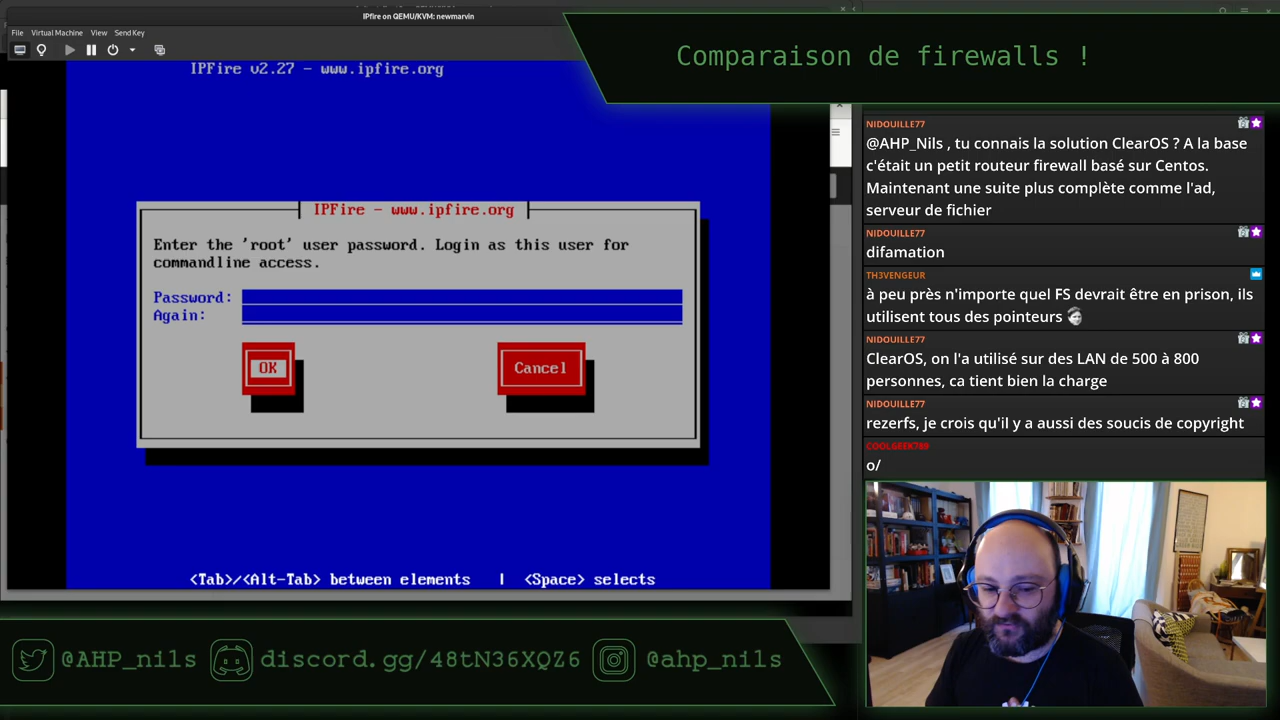 IPfire on QEMU/KVM: newmarvin
File Virtual Machine View Send Key
Comparaison de firewalls !
IPFire v2.27 - www.ipfire.org
IPFire - www.ipfire.org
Enter the 'root' user password. Login as this user for
commandline access.
Password:
Again:
OK
Cancel
<Tab>/<Alt-Tab> between elements | <Space> selects
NIDOUILLE77
@AHP_Nils , tu connais la solution ClearOS ? A la base
c'était un petit routeur firewall basé sur Centos.
Maintenant une suite plus complète comme l'ad,
serveur de fichier
NIDOUILLE77
difamation
TH3VENGEUR
à peu près n'importe quel FS devrait être en prison, ils
utilisent tous des pointeurs
NIDOUILLE77
ClearOS, on l'a utilisé sur des LAN de 500 à 800
personnes, ca tient bien la charge
NIDOUILLE77
rezerfs, je crois qu'il y a aussi des soucis de copyright
COOLGEEK789
o/
@AHP_nils
discord.gg/48tN36XQZ6
@ahp_nils